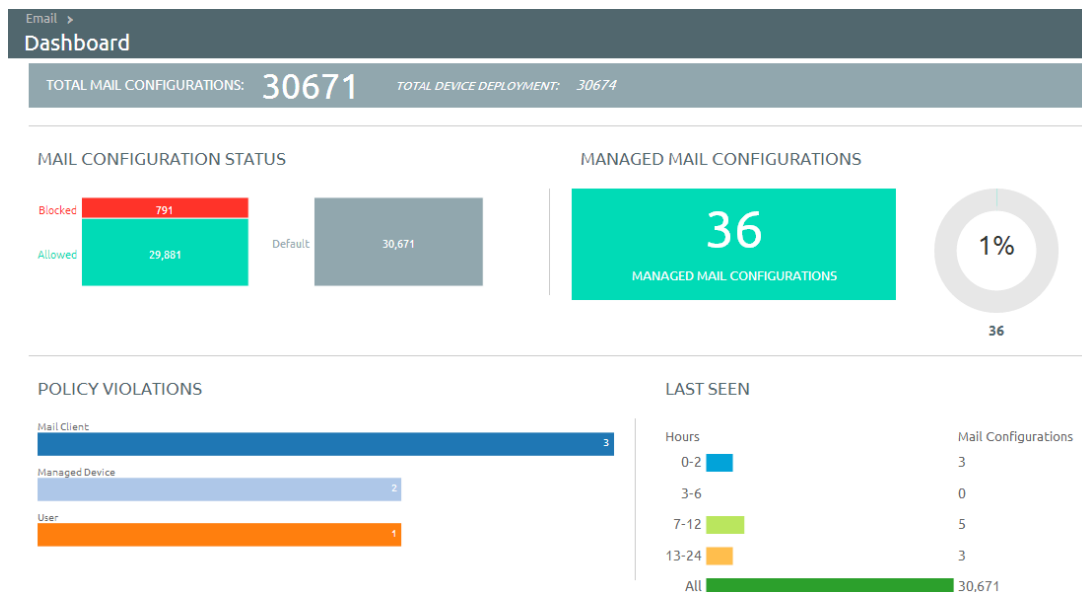 Email >
Dashboard
TOTAL MAIL CONFIGURATIONS: 30671 TOTAL DEVICE DEPLOYMENT: 30674
MAIL CONFIGURATION STATUS
Blocked 791
Allowed 29,881
Default 30,671
MANAGED MAIL CONFIGURATIONS
36
MANAGED MAIL CONFIGURATIONS
1%
36
POLICY VIOLATIONS
Mail Client
3
Managed Device
2
User
1
LAST SEEN
Hours Mail Configurations
0-2 3
3-6 0
7-12 5
13-24 3
All 30,671